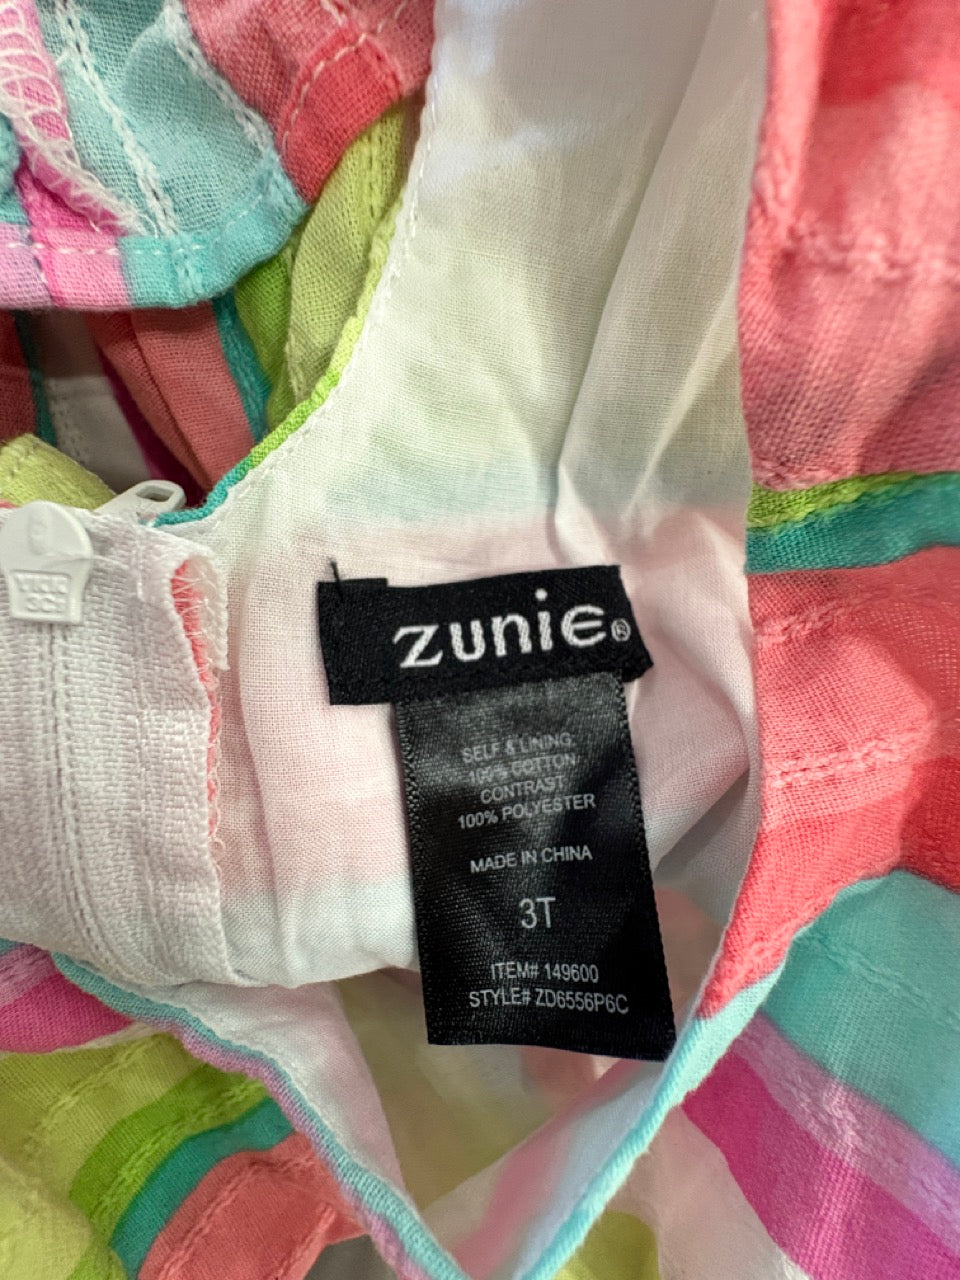 zunie®
SELF & LINING:
100% COTTON
CONTRAST
100% POLYESTER
MADE IN CHINA
3T
ITEM# 149600
STYLE# ZD6556P6C